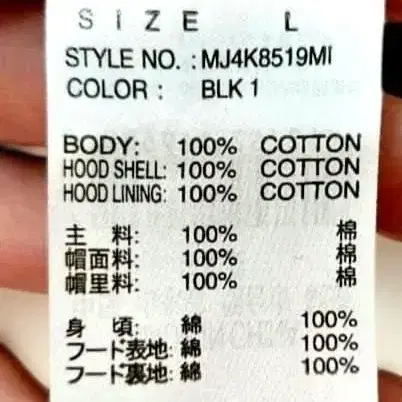 SIZE L
STYLE NO. : MJ4K8519MI
COLOR : BLK 1
BODY: 100% COTTON
HOOD SHELL: 100% COTTON
HOOD LINING: 100% COTTON
主 料: 100% 棉
帽面料: 100% 棉
帽里料: 100% 棉
身 頃: 綿 100%
フード表地: 綿 100%
フード裏地: 綿 100%